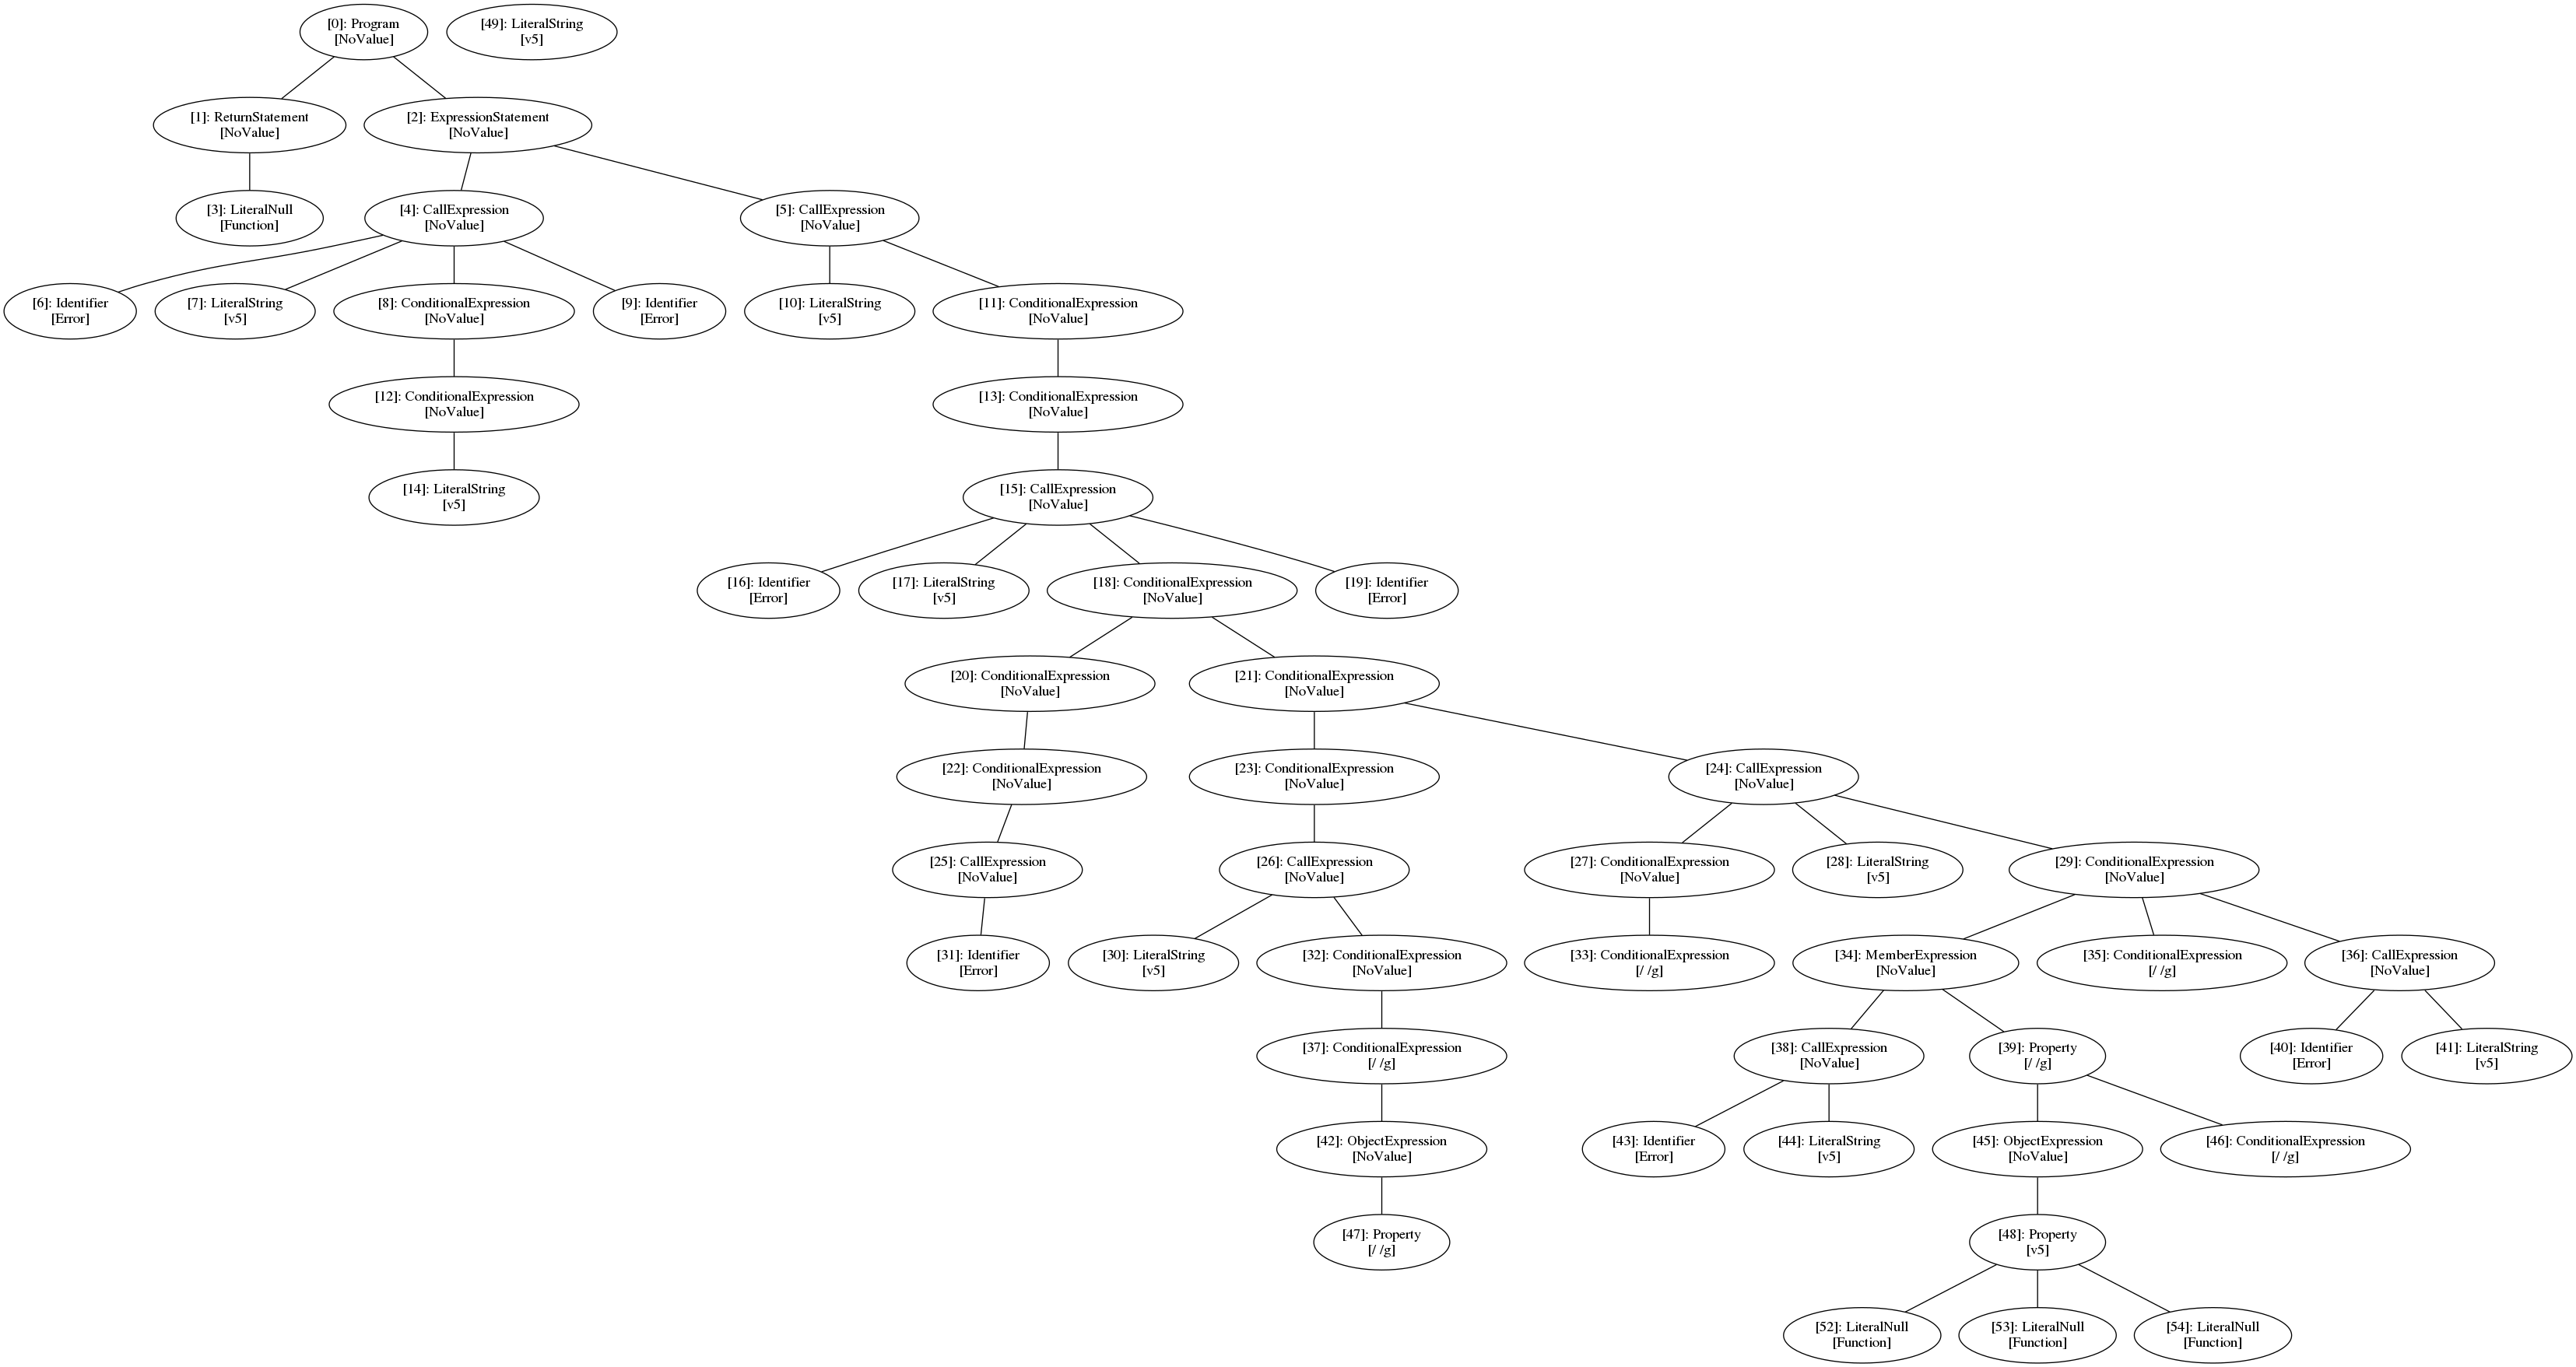 [0]: Program
[NoValue]
[49]: LiteralString
[v5]
[1]: ReturnStatement
[NoValue]
[2]: ExpressionStatement
[NoValue]
[3]: LiteralNull
[Function]
[4]: CallExpression
[NoValue]
[5]: CallExpression
[NoValue]
[6]: Identifier
[Error]
[7]: LiteralString
[v5]
[8]: ConditionalExpression
[NoValue]
[9]: Identifier
[Error]
[10]: LiteralString
[v5]
[11]: ConditionalExpression
[NoValue]
[12]: ConditionalExpression
[NoValue]
[13]: ConditionalExpression
[NoValue]
[14]: LiteralString
[v5]
[15]: CallExpression
[NoValue]
[16]: Identifier
[Error]
[17]: LiteralString
[v5]
[18]: ConditionalExpression
[NoValue]
[19]: Identifier
[Error]
[20]: ConditionalExpression
[NoValue]
[21]: ConditionalExpression
[NoValue]
[22]: ConditionalExpression
[NoValue]
[23]: ConditionalExpression
[NoValue]
[24]: CallExpression
[NoValue]
[25]: CallExpression
[NoValue]
[26]: CallExpression
[NoValue]
[27]: ConditionalExpression
[NoValue]
[28]: LiteralString
[v5]
[29]: ConditionalExpression
[NoValue]
[31]: Identifier
[Error]
[30]: LiteralString
[v5]
[32]: ConditionalExpression
[NoValue]
[33]: ConditionalExpression
[/ /g]
[34]: MemberExpression
[NoValue]
[35]: ConditionalExpression
[/ /g]
[36]: CallExpression
[NoValue]
[37]: ConditionalExpression
[/ /g]
[38]: CallExpression
[NoValue]
[39]: Property
[/ /g]
[40]: Identifier
[Error]
[41]: LiteralString
[v5]
[42]: ObjectExpression
[NoValue]
[43]: Identifier
[Error]
[44]: LiteralString
[v5]
[45]: ObjectExpression
[NoValue]
[46]: ConditionalExpression
[/ /g]
[47]: Property
[/ /g]
[48]: Property
[v5]
[52]: LiteralNull
[Function]
[53]: LiteralNull
[Function]
[54]: LiteralNull
[Function]